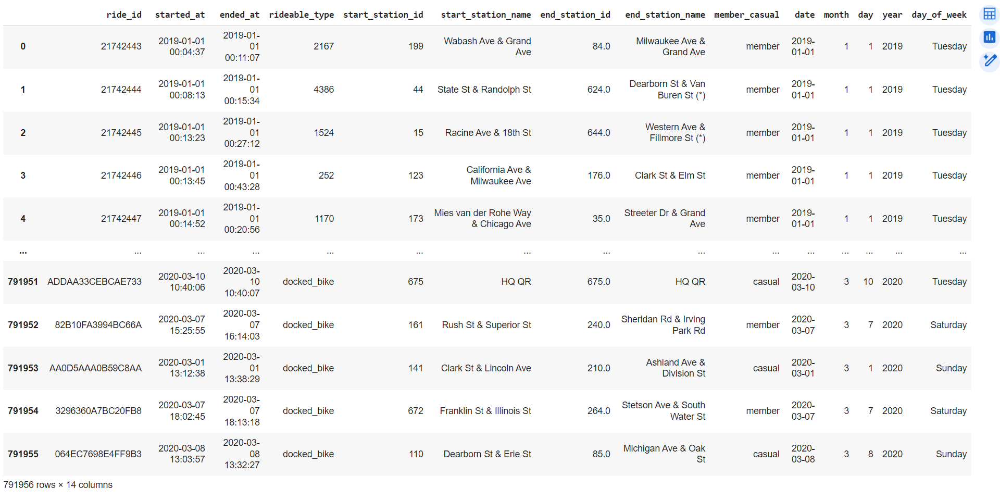 ride_id started_at ended_at rideable_type start_station_id start_station_name end_station_id end_station_name member_casual date month day year day_of_week
0 21742443 2019-01-01 00:04:37 2019-01-01 00:11:07 2167 199 Wabash Ave & Grand Ave 84.0 Milwaukee Ave & Grand Ave member 2019-01-01 1 1 2019 Tuesday
1 21742444 2019-01-01 00:08:13 2019-01-01 00:15:34 4386 44 State St & Randolph St 624.0 Dearborn St & Van Buren St (*) member 2019-01-01 1 1 2019 Tuesday
2 21742445 2019-01-01 00:13:23 2019-01-01 00:27:12 1524 15 Racine Ave & 18th St 644.0 Western Ave & Fillmore St (*) member 2019-01-01 1 1 2019 Tuesday
3 21742446 2019-01-01 00:13:45 2019-01-01 00:43:28 252 123 California Ave & Milwaukee Ave 176.0 Clark St & Elm St member 2019-01-01 1 1 2019 Tuesday
4 21742447 2019-01-01 00:14:52 2019-01-01 00:20:56 1170 173 Mies van der Rohe Way & Chicago Ave 35.0 Streeter Dr & Grand Ave member 2019-01-01 1 1 2019 Tuesday
... ... ... ... ... ... ... ... ... ... ... ... ... ... ...
791951 ADDAA33CEBCAE733 2020-03-10 10:40:06 2020-03-10 10:40:07 docked_bike 675 HQ QR 675.0 HQ QR casual 2020-03-10 3 10 2020 Tuesday
791952 82B10FA3994BC66A 2020-03-07 15:25:55 2020-03-07 16:14:03 docked_bike 161 Rush St & Superior St 240.0 Sheridan Rd & Irving Park Rd member 2020-03-07 3 7 2020 Saturday
791953 AA0D5AAA0B59C8AA 2020-03-01 13:12:38 2020-03-01 13:38:29 docked_bike 141 Clark St & Lincoln Ave 210.0 Ashland Ave & Division St casual 2020-03-01 3 1 2020 Sunday
791954 3296360A7BC20FB8 2020-03-07 18:02:45 2020-03-07 18:13:18 docked_bike 672 Franklin St & Illinois St 264.0 Stetson Ave & South Water St member 2020-03-07 3 7 2020 Saturday
791955 064EC7698E4FF9B3 2020-03-08 13:03:57 2020-03-08 13:32:27 docked_bike 110 Dearborn St & Erie St 85.0 Michigan Ave & Oak St casual 2020-03-08 3 8 2020 Sunday
791956 rows × 14 columns